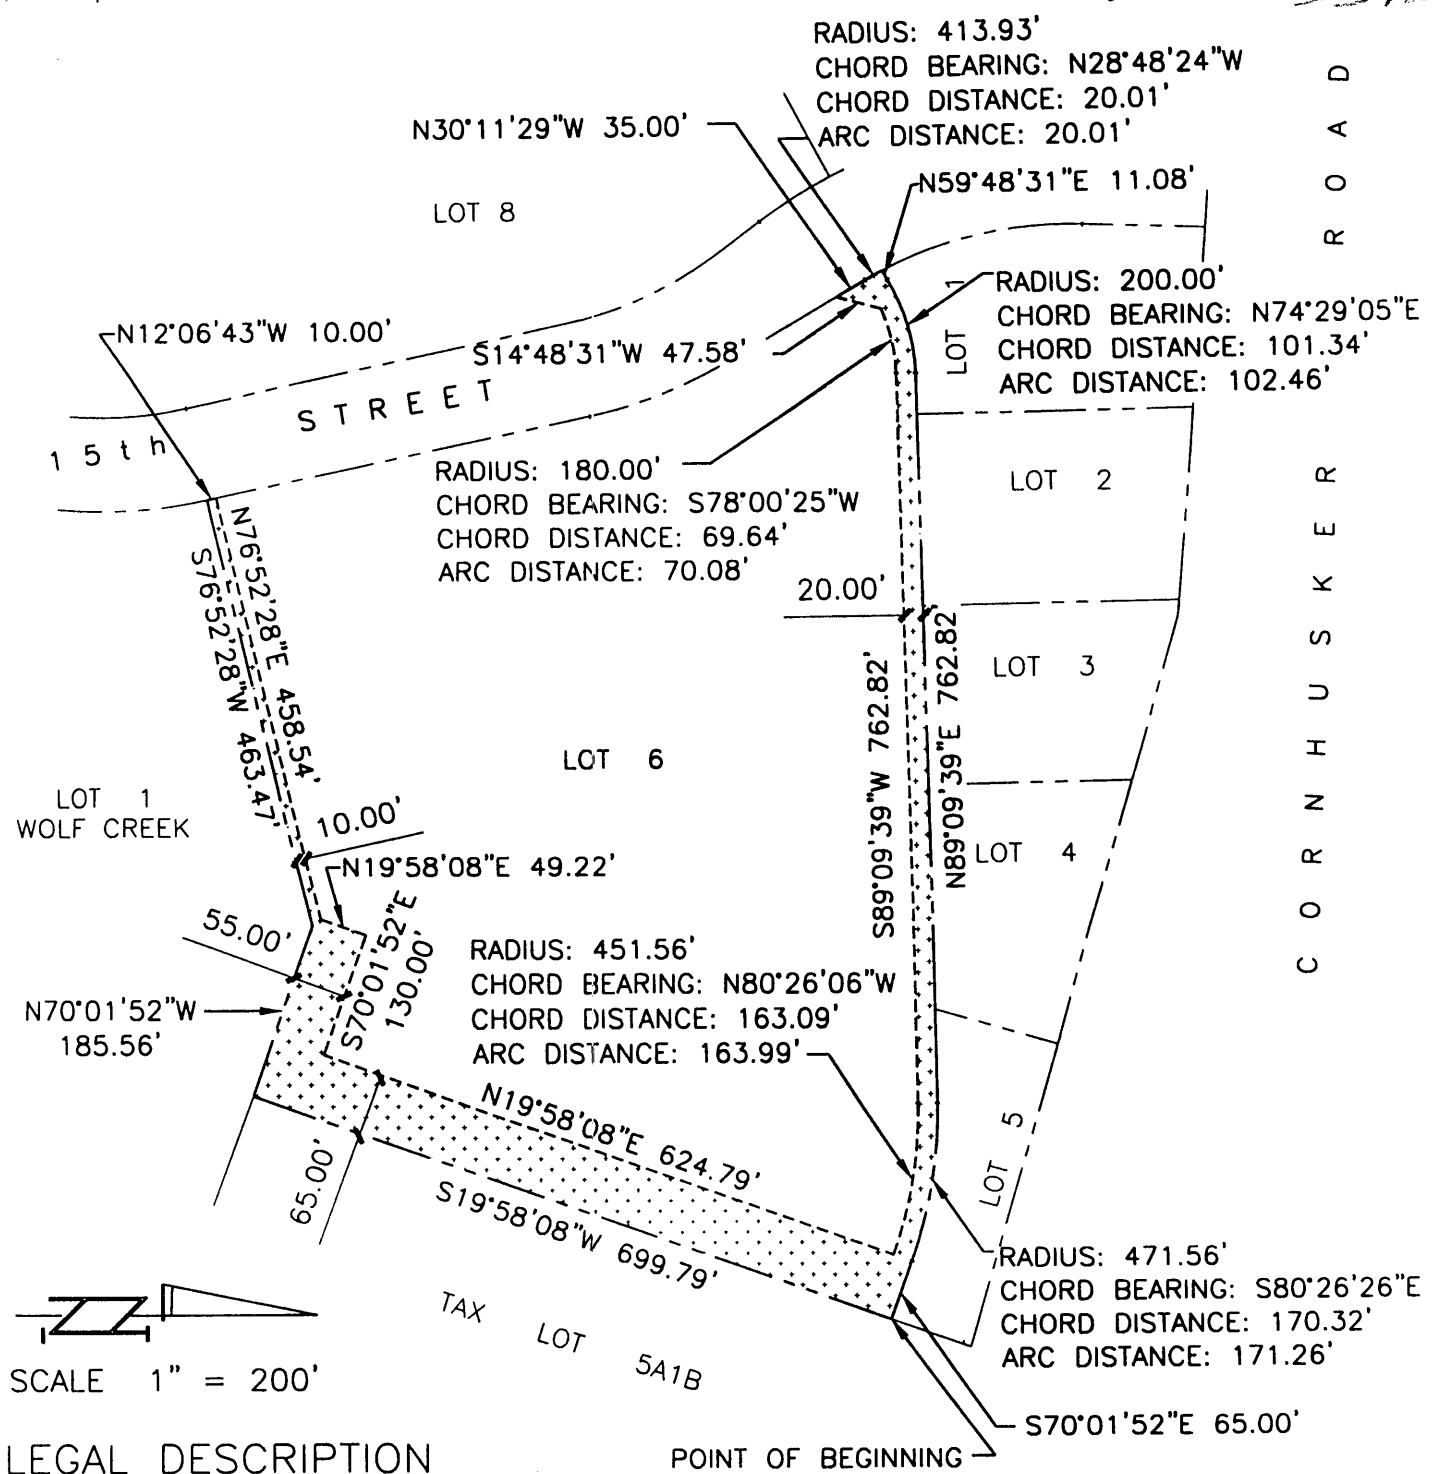 RADIUS: 413.93'
CHORD BEARING: N28°48'24"W
CHORD DISTANCE: 20.01'
ARC DISTANCE: 20.01'
N30°11'29"W 35.00'
N59°48'31"E 11.08'
LOT 8
RADIUS: 200.00'
CHORD BEARING: N74°29'05"E
CHORD DISTANCE: 101.34'
ARC DISTANCE: 102.46'
LOT 1
N12°06'43"W 10.00'
S14°48'31"W 47.58'
15th STREET
RADIUS: 180.00'
CHORD BEARING: S78°00'25"W
CHORD DISTANCE: 69.64'
ARC DISTANCE: 70.08'
LOT 2
CORNHUSKER ROAD
N76°52'28"E 458.54'
S76°52'28"W 463.47'
20.00'
LOT 3
S89°09'39"W 762.82'
N89°09'39"E 762.82
LOT 6
LOT 1
WOLF CREEK
10.00'
LOT 4
N19°58'08"E 49.22'
55.00'
S70°01'52"E
130.00'
N70°01'52"W
185.56'
RADIUS: 451.56'
CHORD BEARING: N80°26'06"W
CHORD DISTANCE: 163.09'
ARC DISTANCE: 163.99'
LOT 5
N19°58'08"E 624.79'
65.00'
S19°58'08"W 699.79'
RADIUS: 471.56'
CHORD BEARING: S80°26'26"E
CHORD DISTANCE: 170.32'
ARC DISTANCE: 171.26'
TAX LOT 5A1B
SCALE 1" = 200'
S70°01'52"E 65.00'
LEGAL DESCRIPTION
POINT OF BEGINNING